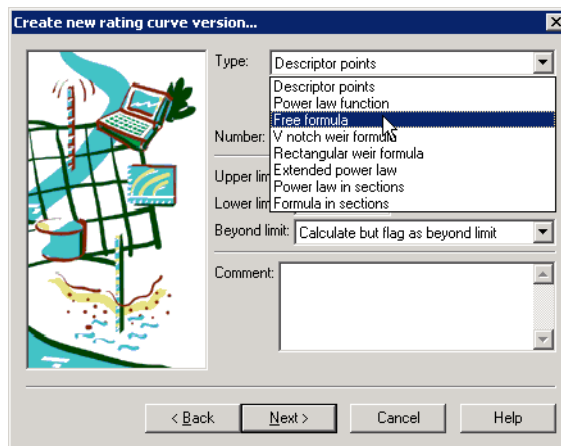 Create new rating curve version...
Type: Descriptor points
Descriptor points
Power law function
Free formula
V notch weir formula
Number:
Rectangular weir formula
Extended power law
Upper lim
Power law in sections
Lower lim
Formula in sections
Beyond limit: Calculate but flag as beyond limit
Comment:
< Back Next > Cancel Help